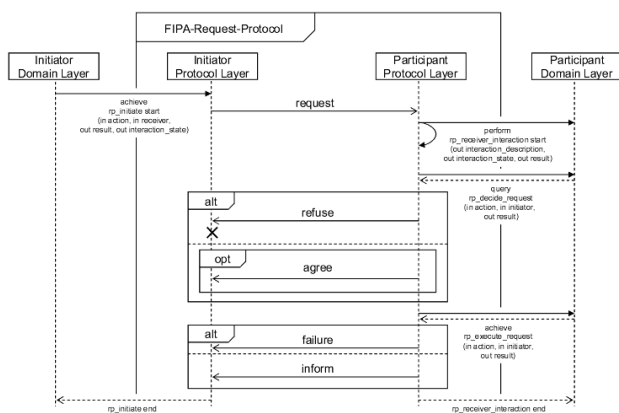 FIPA-Request-Protocol
Initiator
Domain Layer
Initiator
Protocol Layer
Participant
Protocol Layer
Participant
Domain Layer
achieve
rp_initiate start
(in action, in receiver,
out result, out interaction_state)
request
perform
rp_receiver_interaction start
(out interaction_description,
out interaction_state, out result)
query
rp_decide_request
(in action, in initiator,
out result)
alt
refuse
opt
agree
achieve
rp_execute_request
(in action, in initiator,
out result)
alt
failure
inform
rp_initiate end
rp_receiver_interaction end